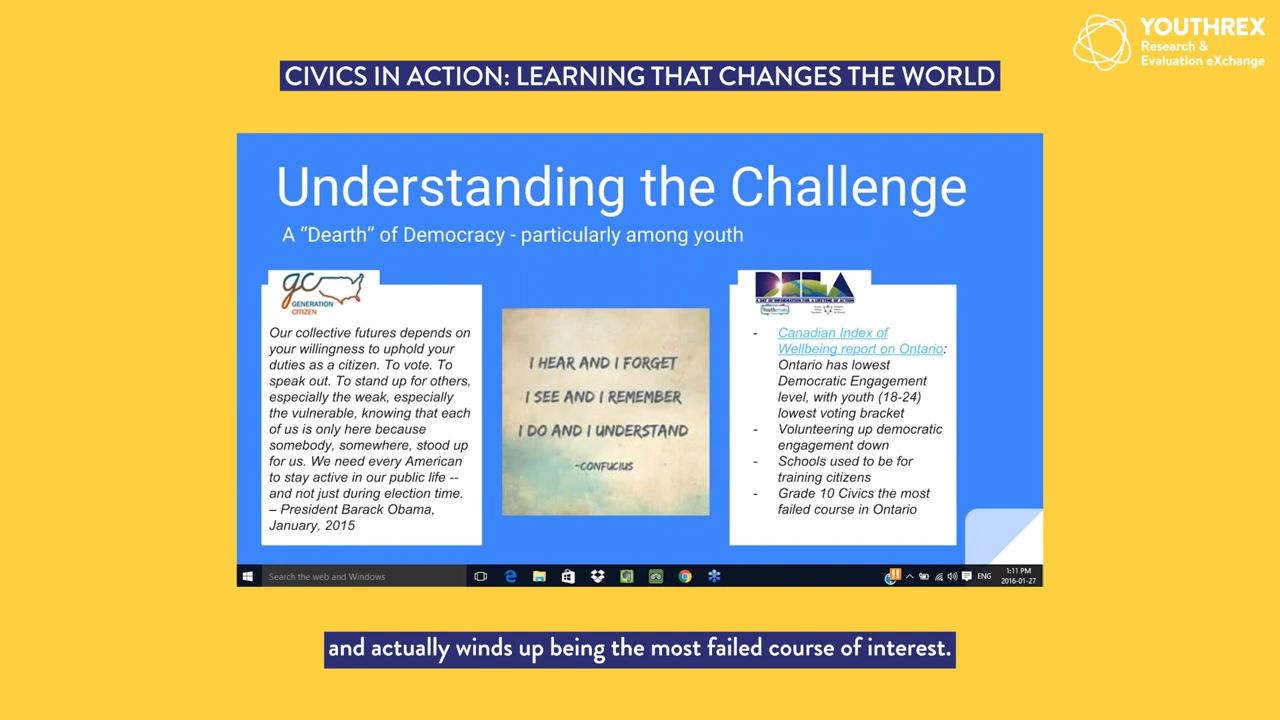 YOUTHREX
Research &
Evaluation eXchange
CIVICS IN ACTION: LEARNING THAT CHANGES THE WORLD
Understanding the Challenge
A “Dearth” of Democracy - particularly among youth
gc
GENERATION
CITIZEN
Our collective futures depends on
your willingness to uphold your
duties as a citizen. To vote. To
speak out. To stand up for others,
especially the weak, especially
the vulnerable, knowing that each
of us is only here because
somebody, somewhere, stood up
for us. We need every American
to stay active in our public life --
and not just during election time.
– President Barack Obama,
January, 2015
I HEAR AND I FORGET
I SEE AND I REMEMBER
I DO AND I UNDERSTAND
-CONFUCIUS
A DAY OF INFORMATION FOR A LIFETIME OF ACTION
- Canadian Index of
Wellbeing report on Ontario:
Ontario has lowest
Democratic Engagement
level, with youth (18-24)
lowest voting bracket
- Volunteering up democratic
engagement down
- Schools used to be for
training citizens
- Grade 10 Civics the most
failed course in Ontario
Search the web and Windows
ENG
1:11 PM
2016-01-27
and actually winds up being the most failed course of interest.